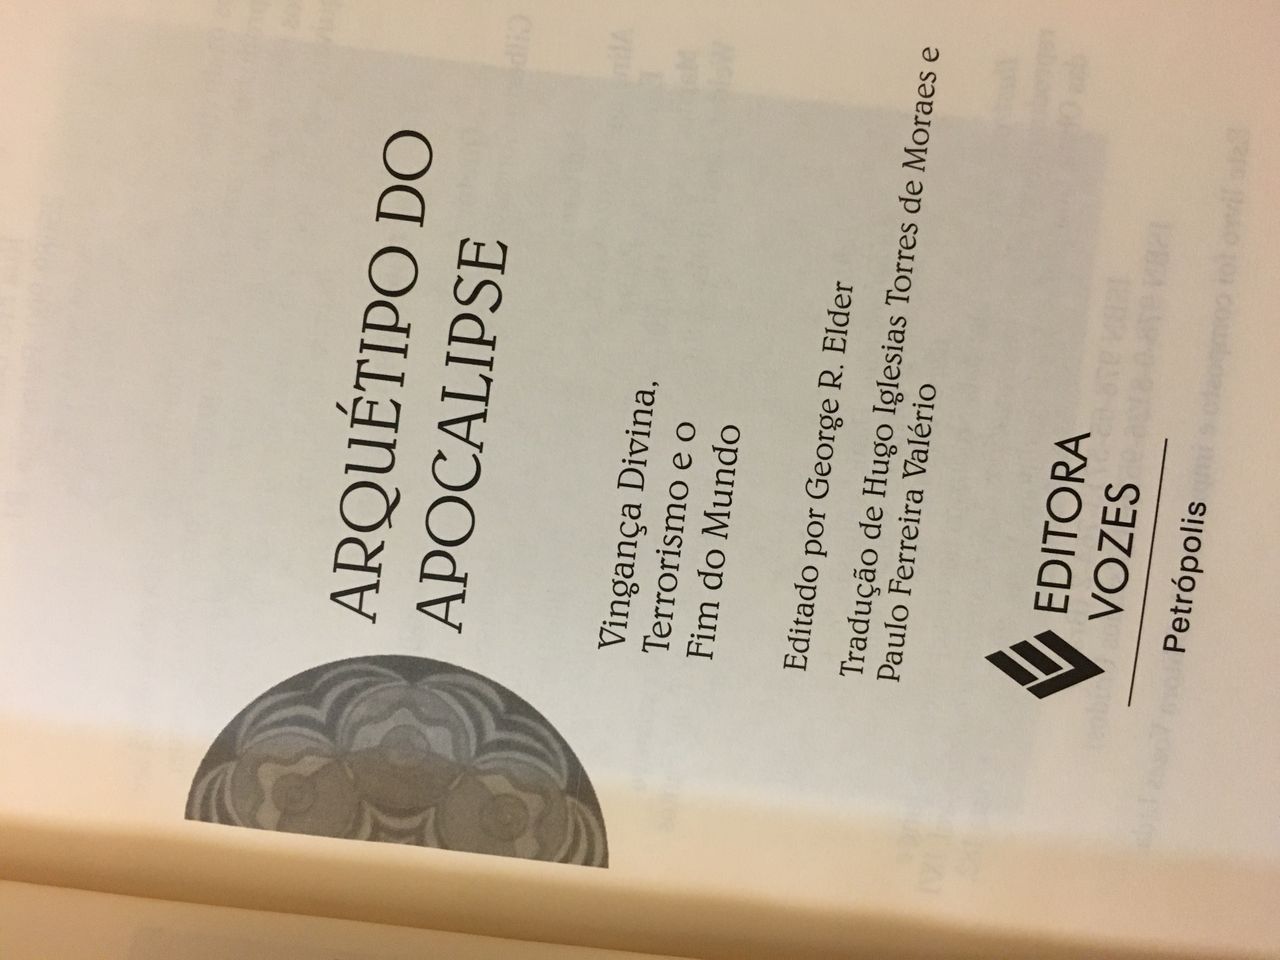 ARQUÉTIPO DO
APOCALIPSE
Vingança Divina,
Terrorismo e o
Fim do Mundo
Editado por George R. Elder
Tradução de Hugo Iglesias Torres de Moraes e
Paulo Ferreira Valério
EDITORA
VOZES
Petrópolis